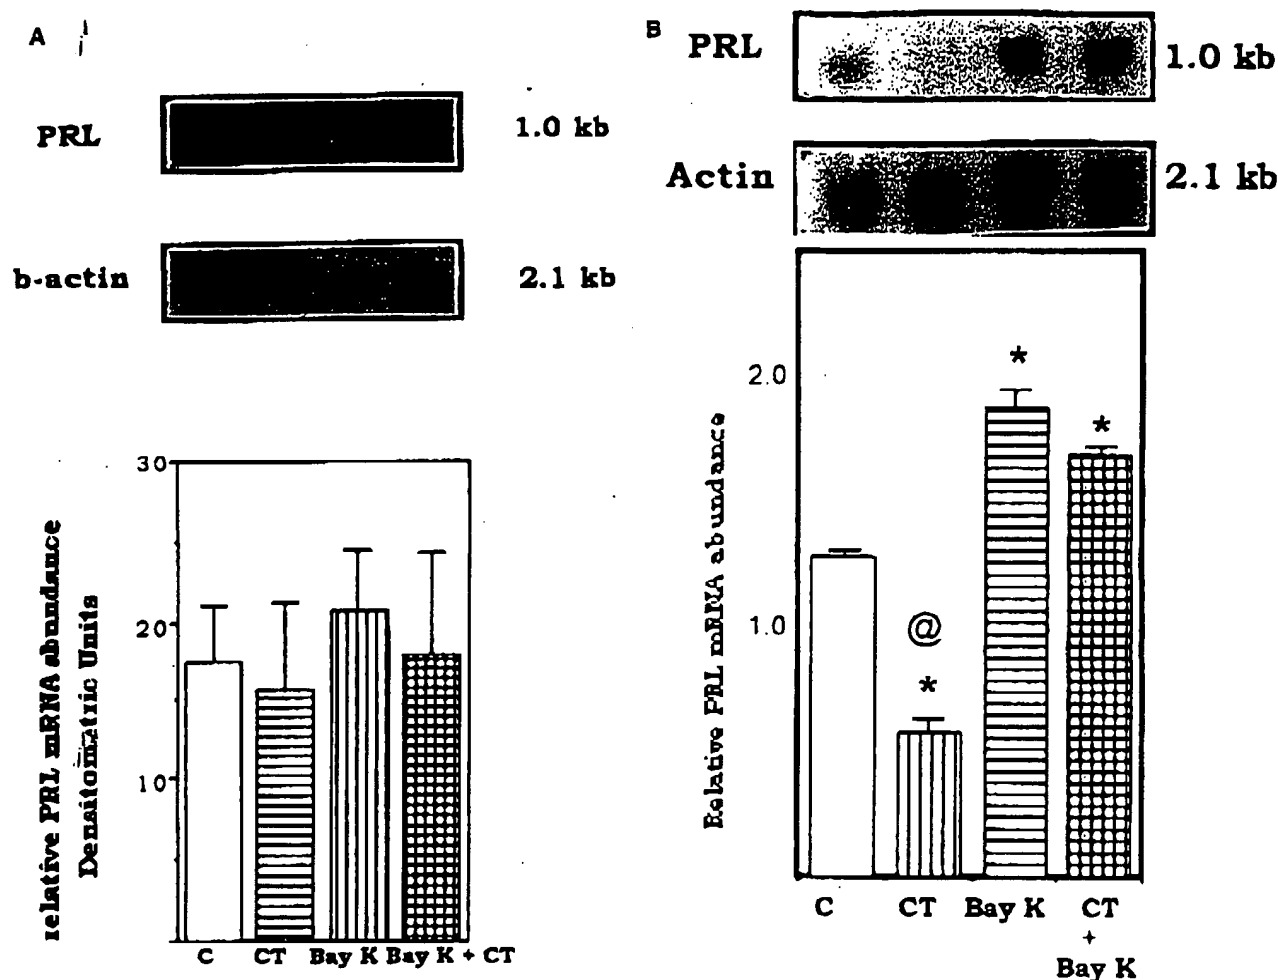 A
PRL
1.0 kb
b-actin
2.1 kb
30
20
10
relative PRL mRNA abundance
Densitometric Units
C CT Bay K Bay K + CT
B
PRL
1.0 kb
Actin
2.1 kb
2.0
1.0
Relative PRL mRNA abundance
*
*
@
*
C CT Bay K CT
+
Bay K